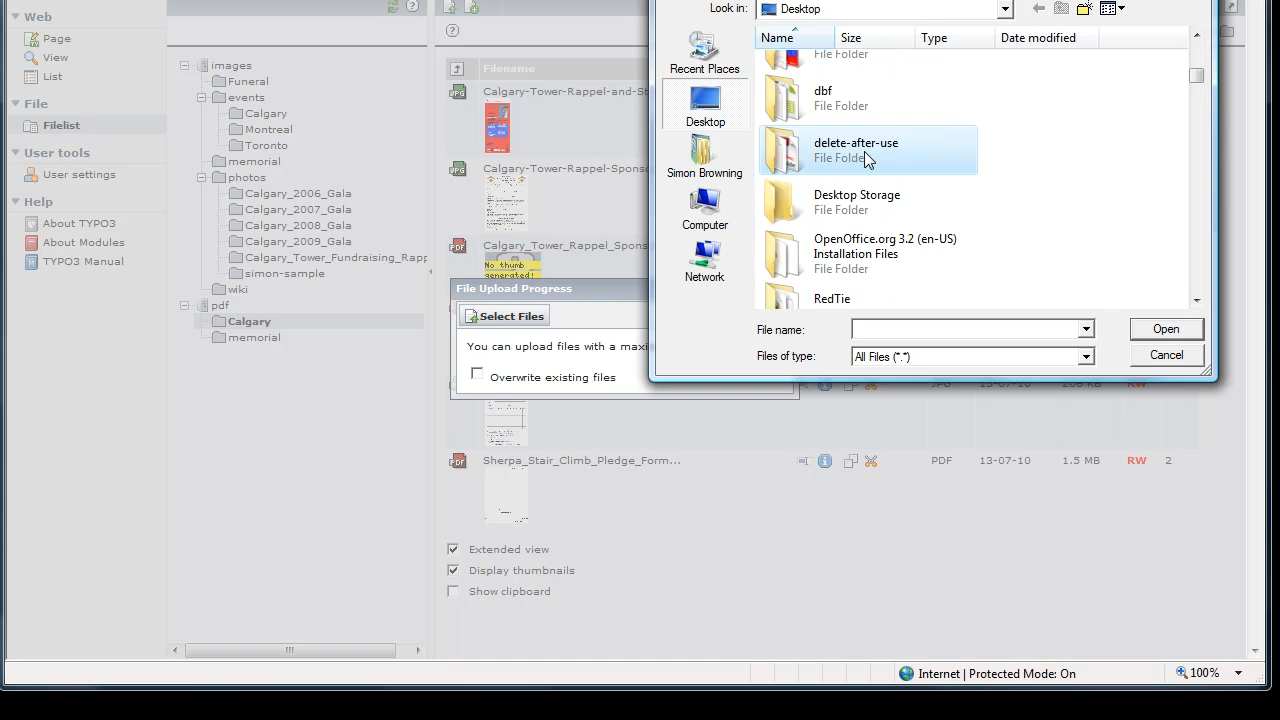 Web
Page
View
List
File
Filelist
User tools
User settings
Help
About TYPO3
About Modules
TYPO3 Manual
images
Funeral
events
Calgary
Montreal
Toronto
memorial
photos
Calgary_2006_Gala
Calgary_2007_Gala
Calgary_2008_Gala
Calgary_2009_Gala
Calgary_Tower_Fundraising_Rapp
simon-sample
wiki
pdf
Calgary
memorial
Filename
Calgary-Tower-Rappel-and-St
Calgary-Tower-Rappel-Sponso
Calgary_Tower_Rappel_Spons
No thumb
generated!
File Upload Progress
Select Files
You can upload files with a maxi
Overwrite existing files
JPG 13-07-10 206 KB RW
Sherpa_Stair_Climb_Pledge_Form... PDF 13-07-10 1.5 MB RW 2
Extended view
Display thumbnails
Show clipboard
Look in: Desktop
Name Size Type Date modified
Recent Places
Desktop
Simon Browning
Computer
Network
File Folder
dbf
File Folder
delete-after-use
File Folder
Desktop Storage
File Folder
OpenOffice.org 3.2 (en-US)
Installation Files
File Folder
RedTie
File name: Open
Files of type: All Files (*.*) Cancel
Internet | Protected Mode: On 100%